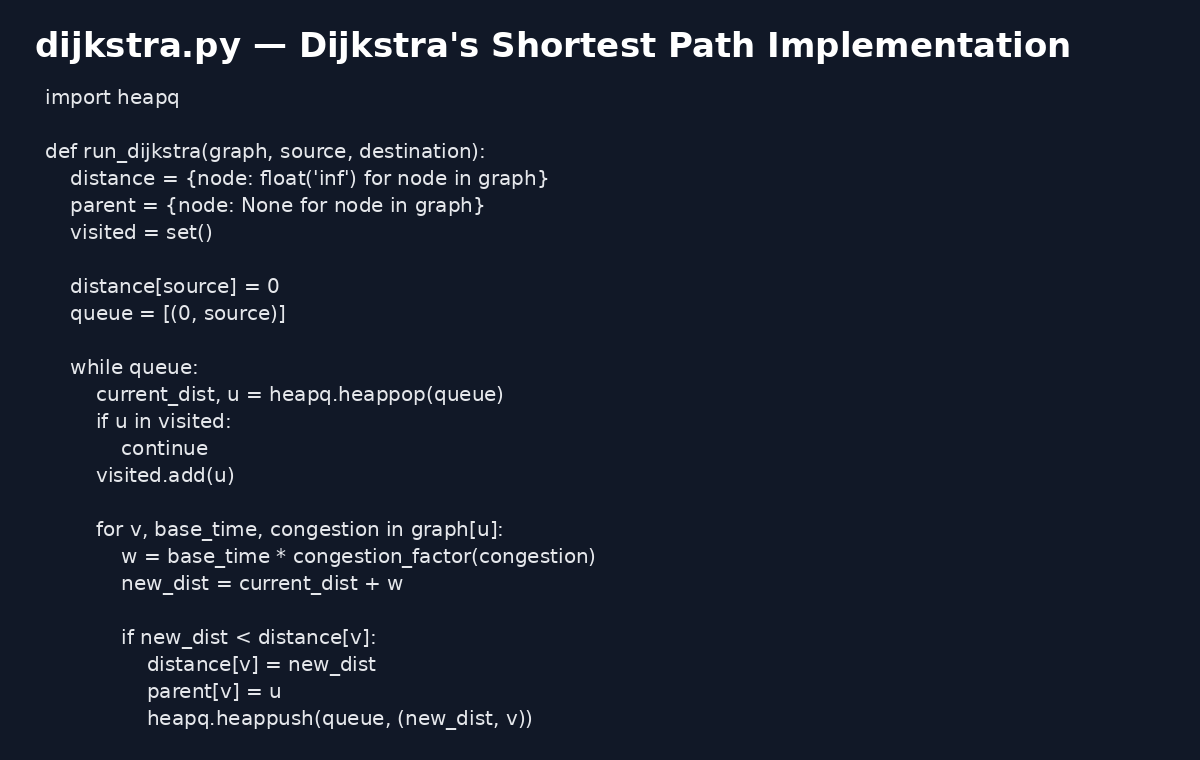 dijkstra.py — Dijkstra's Shortest Path Implementation
import heapq
def run_dijkstra(graph, source, destination):
    distance = {node: float('inf') for node in graph}
    parent = {node: None for node in graph}
    visited = set()
    distance[source] = 0
    queue = [(0, source)]
    while queue:
        current_dist, u = heapq.heappop(queue)
        if u in visited:
            continue
        visited.add(u)
        for v, base_time, congestion in graph[u]:
            w = base_time * congestion_factor(congestion)
            new_dist = current_dist + w
            if new_dist < distance[v]:
                distance[v] = new_dist
                parent[v] = u
                heapq.heappush(queue, (new_dist, v))